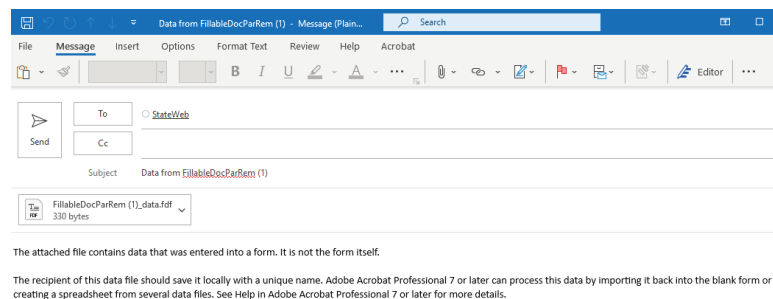 Data from FillableDocParRem (1) - Message (Plain... Search
File Message Insert Options Format Text Review Help Acrobat
B I U A ... Editor ...
To StateWeb
Send Cc
Subject Data from FillableDocParRem (1)
FillableDocParRem (1)_data.fdf
FDF 330 bytes
The attached file contains data that was entered into a form. It is not the form itself.
The recipient of this data file should save it locally with a unique name. Adobe Acrobat Professional 7 or later can process this data by importing it back into the blank form or
creating a spreadsheet from several data files. See Help in Adobe Acrobat Professional 7 or later for more details.